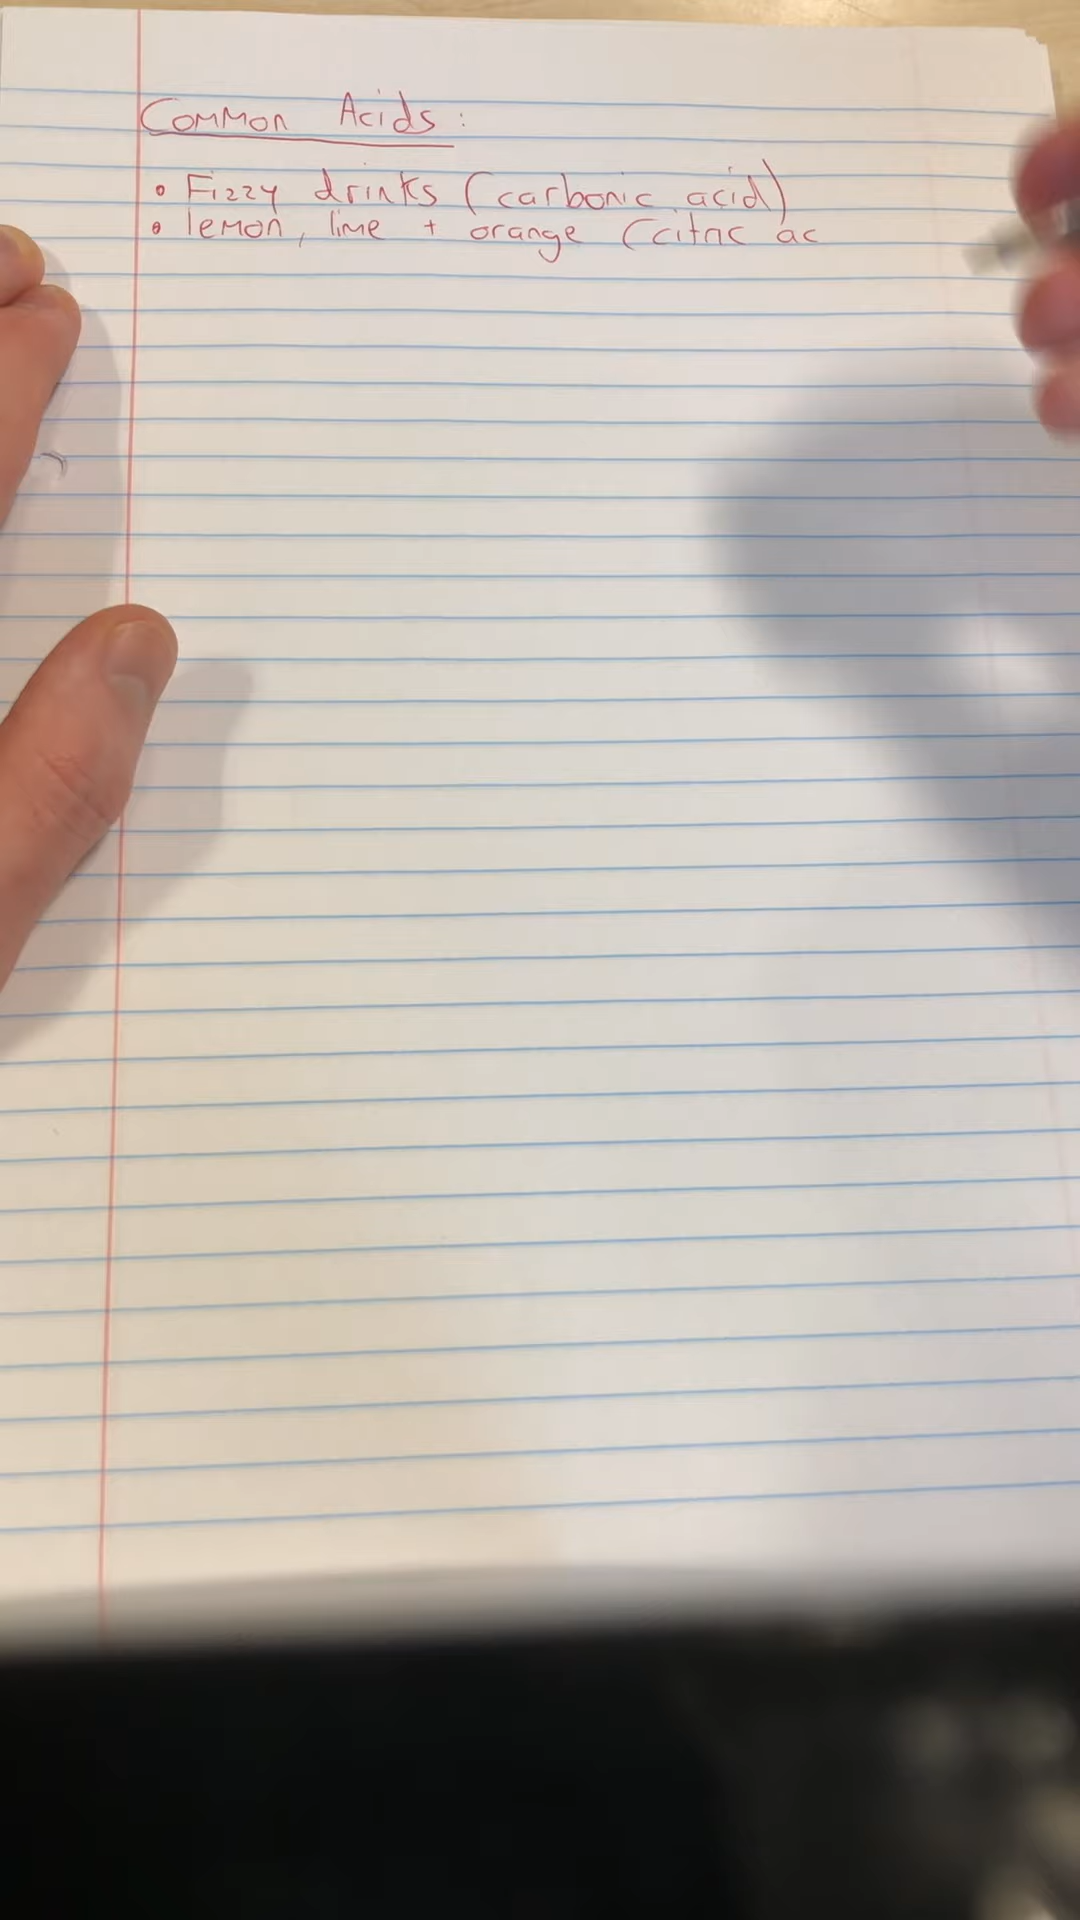 Common Acids :
• Fizzy drinks (carbonic acid)
• lemon, lime + orange (citric ac